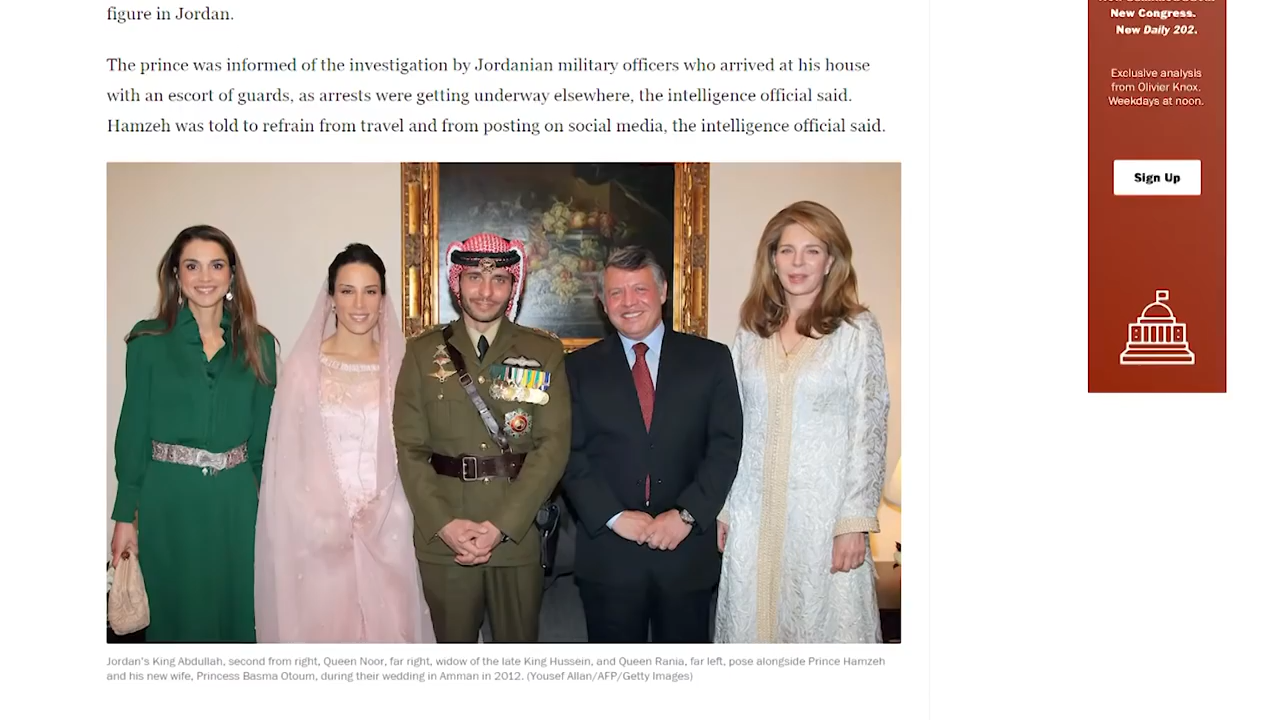 figure in Jordan.
The prince was informed of the investigation by Jordanian military officers who arrived at his house
with an escort of guards, as arrests were getting underway elsewhere, the intelligence official said.
Hamzeh was told to refrain from travel and from posting on social media, the intelligence official said.
Jordan's King Abdullah, second from right, Queen Noor, far right, widow of the late King Hussein, and Queen Rania, far left, pose alongside Prince Hamzeh
and his new wife, Princess Basma Otoum, during their wedding in Amman in 2012. (Yousef Allan/AFP/Getty Images)
New Congress.
New Daily 202.
Exclusive analysis
from Olivier Knox.
Weekdays at noon.
Sign Up